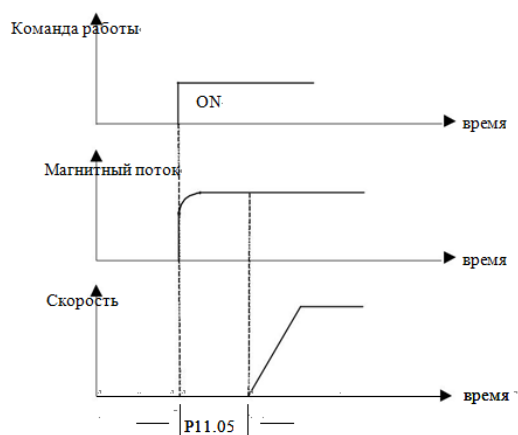 Команда работы
ON
время
Магнитный поток
время
Скорость
время
P11.05